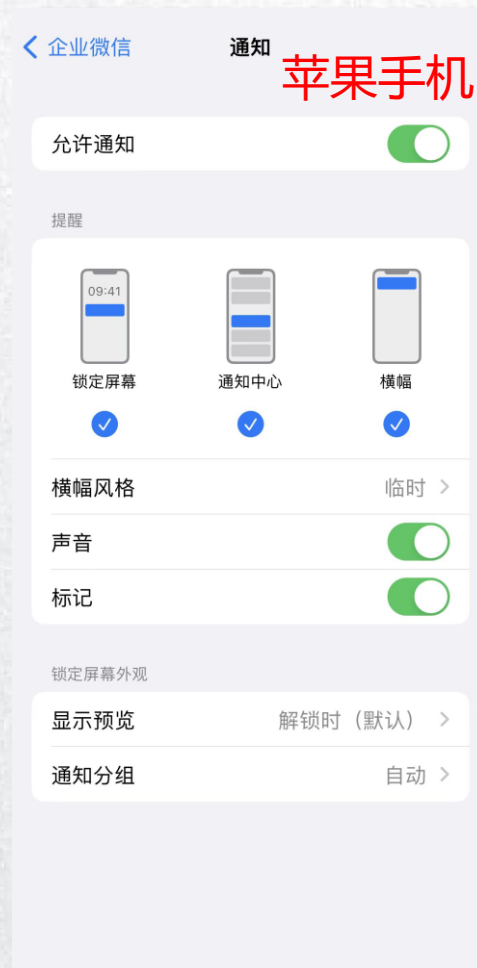 企业微信
通知
苹果手机
允许通知
提醒
09:41
锁定屏幕
通知中心
横幅
横幅风格
临时
声音
标记
锁定屏幕外观
显示预览
解锁时（默认）
通知分组
自动